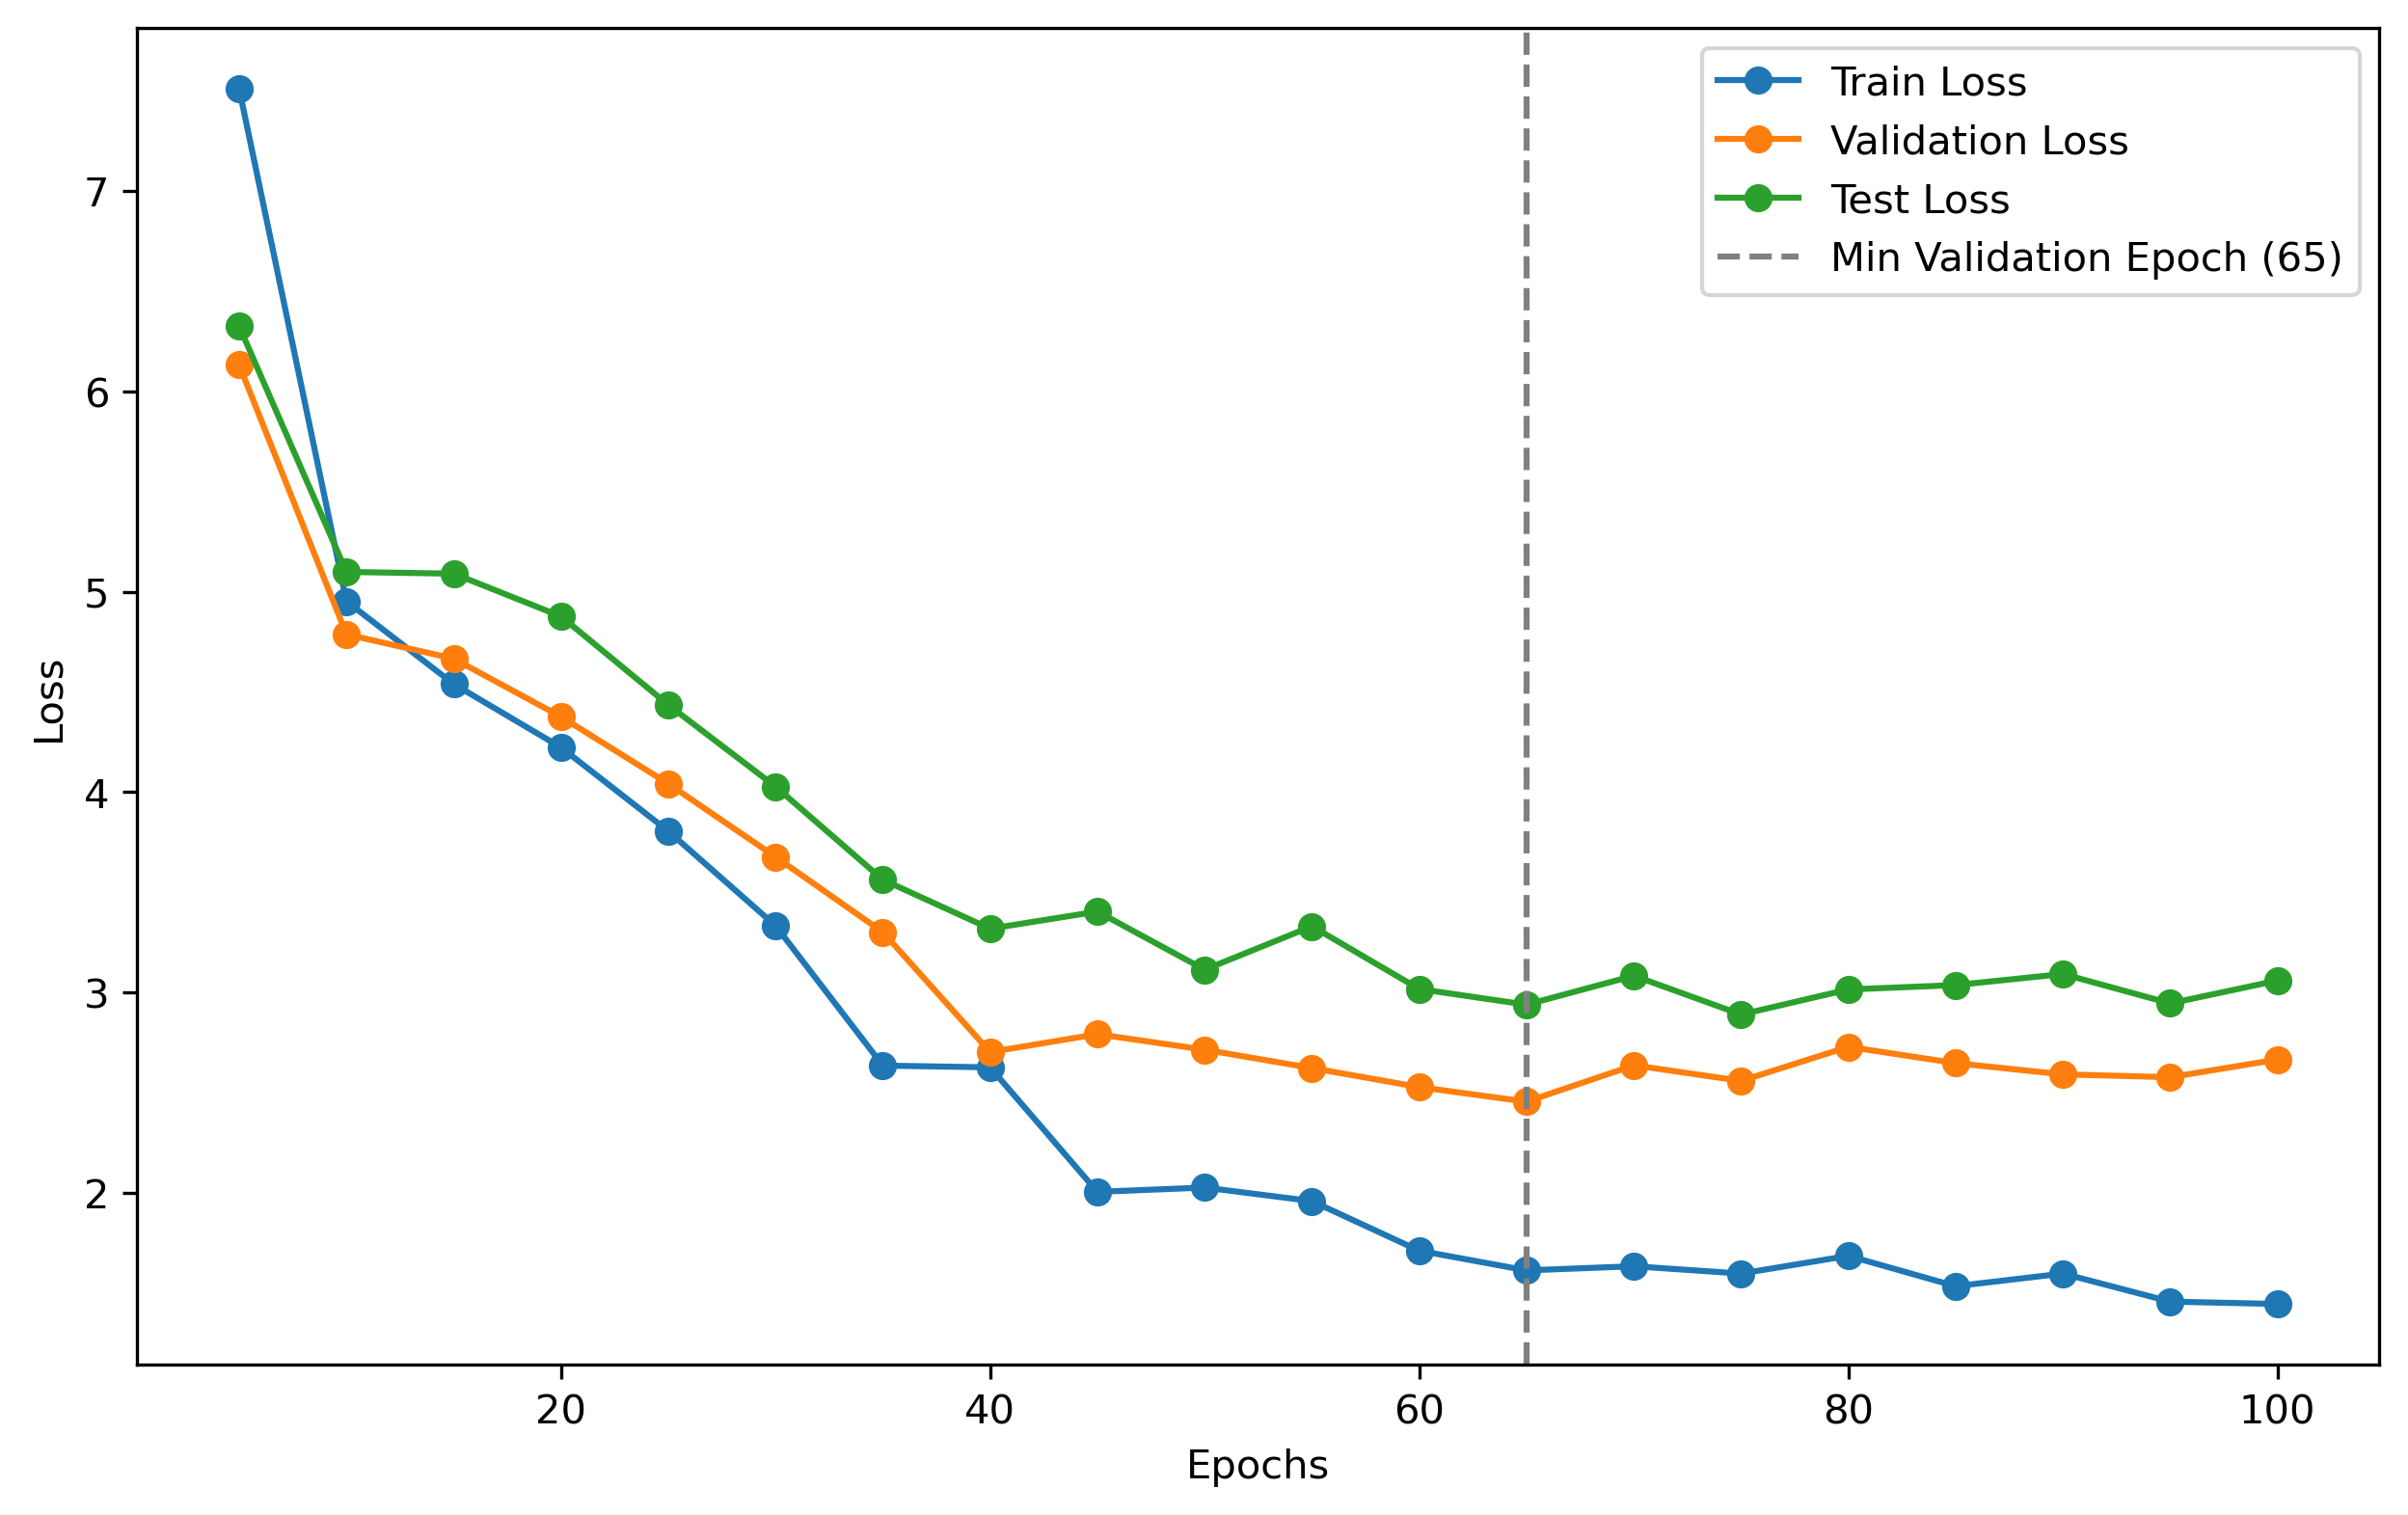 Train Loss
Validation Loss
Test Loss
Min Validation Epoch (65)
7
6
5
4
3
2
Loss
20 40 60 80 100
Epochs